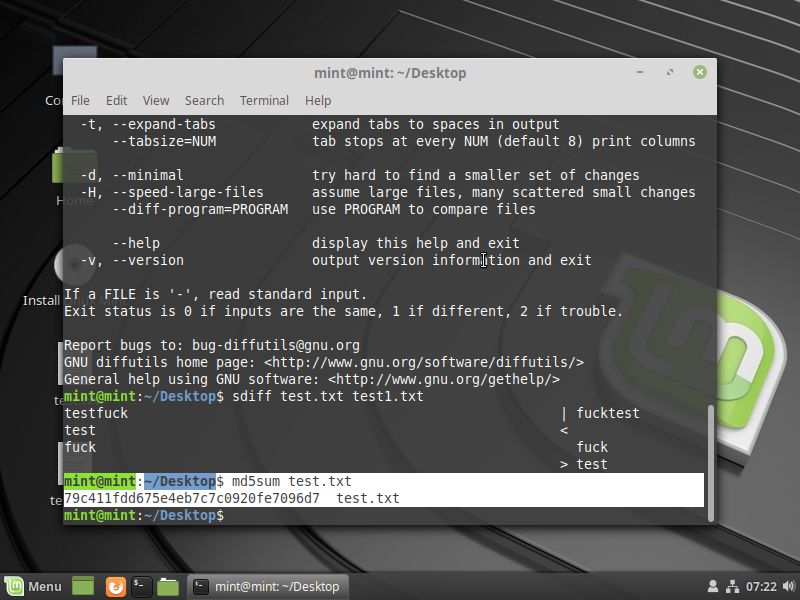 mint@mint: ~/Desktop
File Edit View Search Terminal Help
-t, --expand-tabs expand tabs to spaces in output
--tabsize=NUM tab stops at every NUM (default 8) print columns
-d, --minimal try hard to find a smaller set of changes
-H, --speed-large-files assume large files, many scattered small changes
--diff-program=PROGRAM use PROGRAM to compare files
--help display this help and exit
-v, --version output version information and exit
If a FILE is '-', read standard input.
Exit status is 0 if inputs are the same, 1 if different, 2 if trouble.
Report bugs to: bug-diffutils@gnu.org
GNU diffutils home page: <http://www.gnu.org/software/diffutils/>
General help using GNU software: <http://www.gnu.org/gethelp/>
mint@mint:~/Desktop$ sdiff test.txt test1.txt
testfuck | fucktest
test <
fuck fuck
> test
mint@mint:~/Desktop$ md5sum test.txt
79c411fdd675e4eb7c7c0920fe7096d7 test.txt
mint@mint:~/Desktop$
Home
Install
Menu
mint@mint: ~/Desktop
07:22